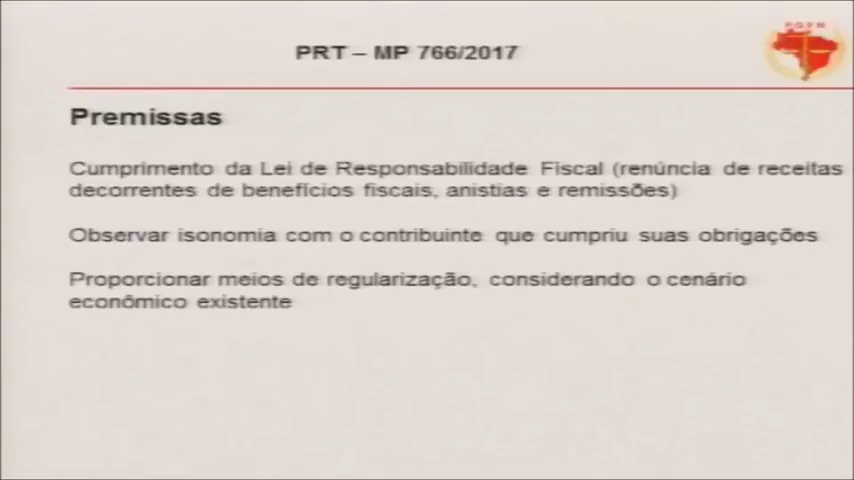 PGFN
PRT – MP 766/2017
Premissas
Cumprimento da Lei de Responsabilidade Fiscal (renúncia de receitas
decorrentes de benefícios fiscais, anistias e remissões)
Observar isonomia com o contribuinte que cumpriu suas obrigações
Proporcionar meios de regularização, considerando o cenário
econômico existente